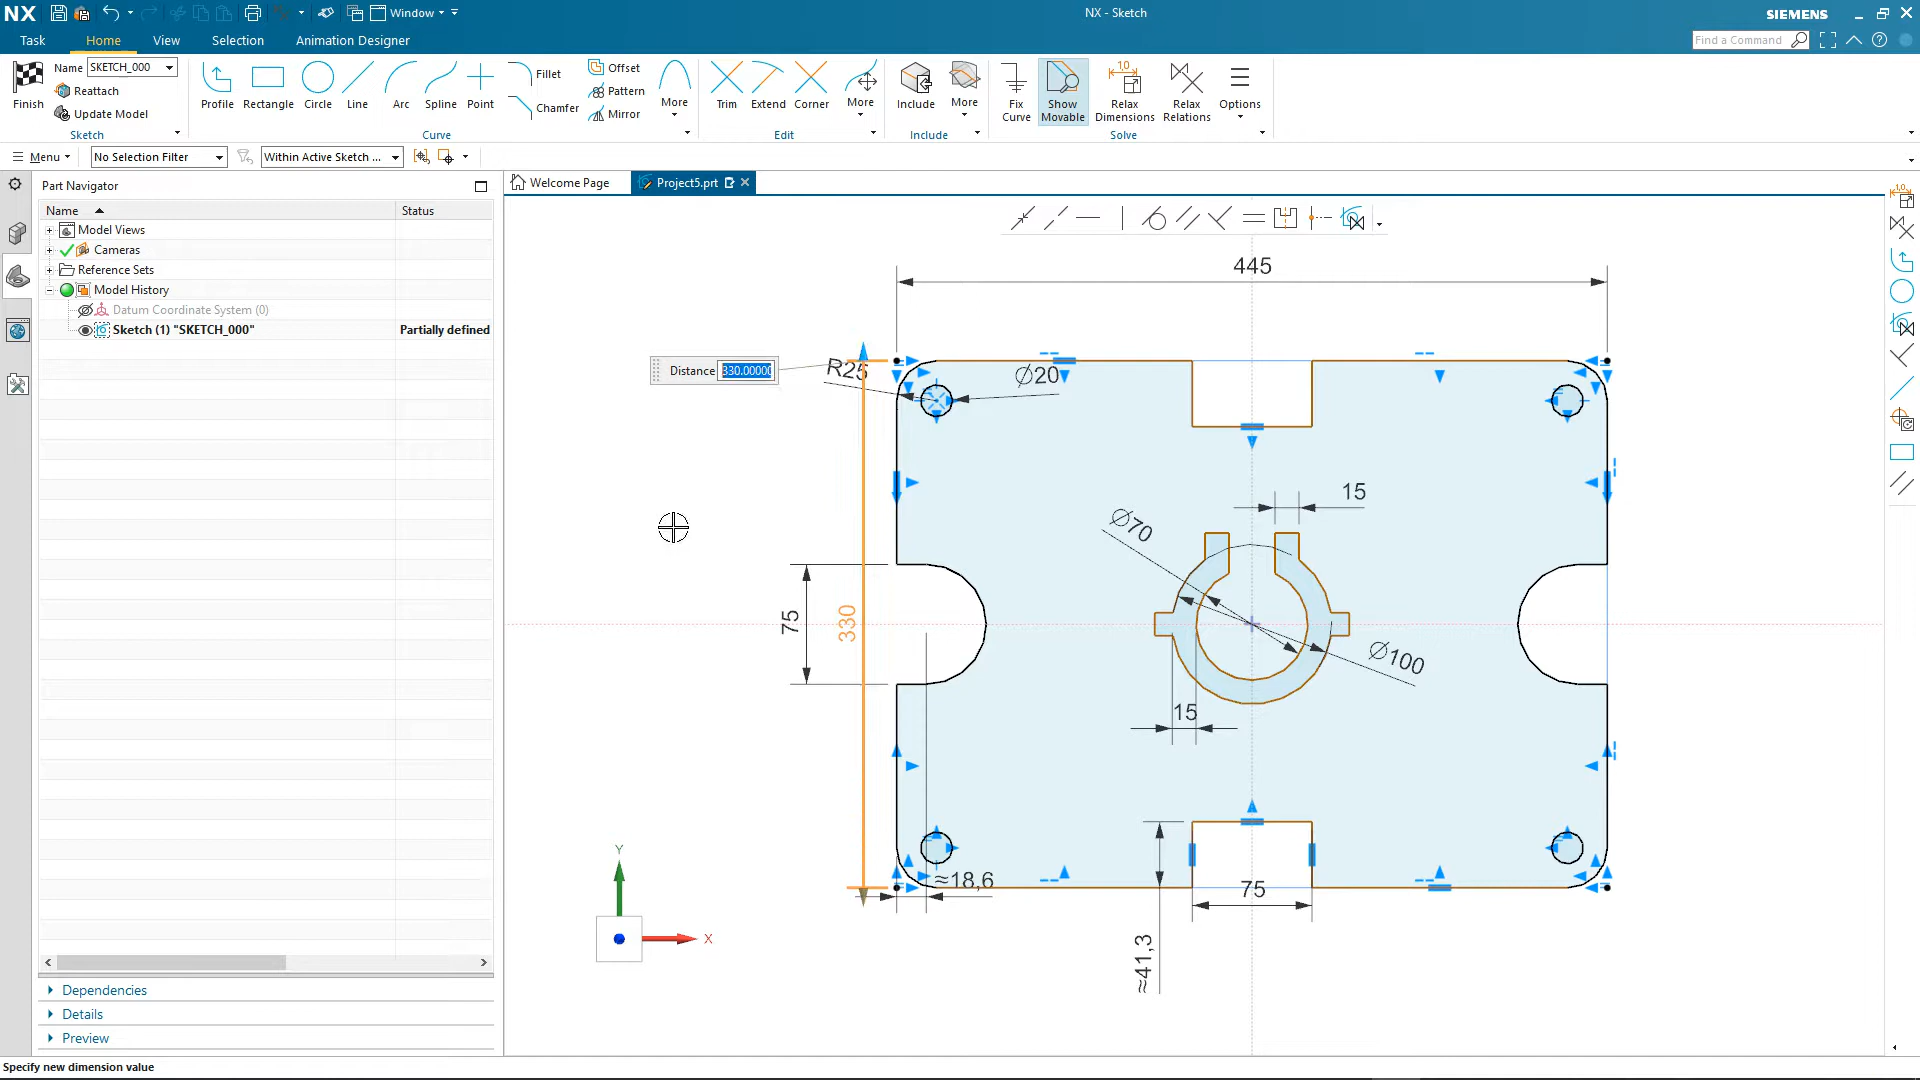 NX
Window
NX - Sketch
SIEMENS
Task
Home
View
Selection
Animation Designer
Find a Command
Name
SKETCH_000
Reattach
Update Model
Finish
Sketch
Profile
Rectangle
Circle
Line
Arc
Spline
Point
Fillet
Chamfer
Offset
Pattern
Mirror
More
Curve
Trim
Extend
Corner
More
Edit
Include
More
Include
Fix Curve
Show Movable
Relax Dimensions
Relax Relations
Options
Solve
Menu
No Selection Filter
Within Active Sketch ...
Part Navigator
Welcome Page
Project5.prt
Name
Status
Model Views
Cameras
Reference Sets
Model History
Datum Coordinate System (0)
Sketch (1) "SKETCH_000"
Partially defined
445
Distance
330.00000
R25
Ø20
15
Ø70
75
330
Ø100
15
≈18,6
75
≈41,3
Y
X
1,0
1,0
Dependencies
Details
Preview
Specify new dimension value